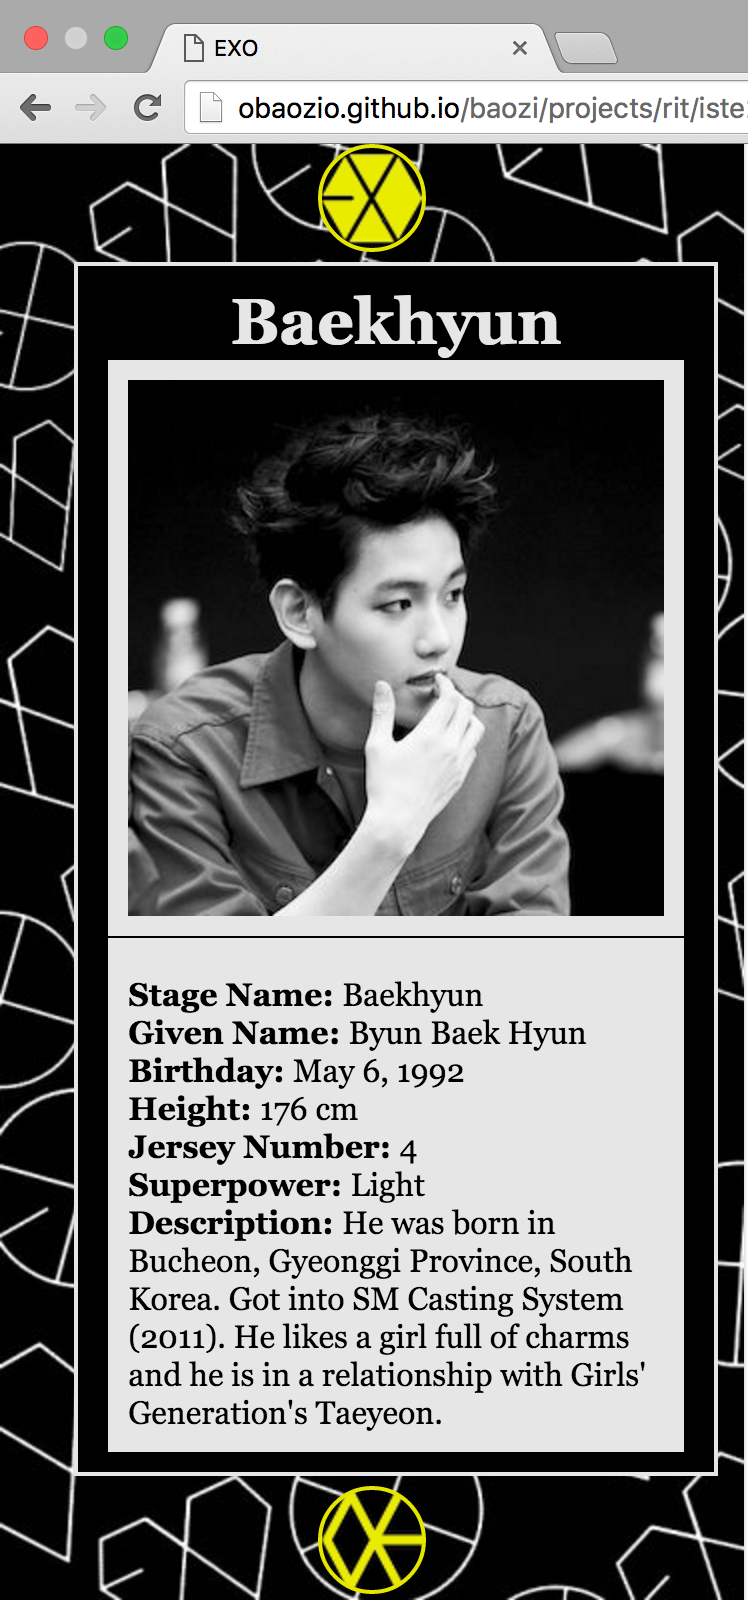 EXO
obaozio.github.io/baozi/projects/rit/iste
Baekhyun
Stage Name: Baekhyun
Given Name: Byun Baek Hyun
Birthday: May 6, 1992
Height: 176 cm
Jersey Number: 4
Superpower: Light
Description: He was born in
Bucheon, Gyeonggi Province, South
Korea. Got into SM Casting System
(2011). He likes a girl full of charms
and he is in a relationship with Girls'
Generation's Taeyeon.